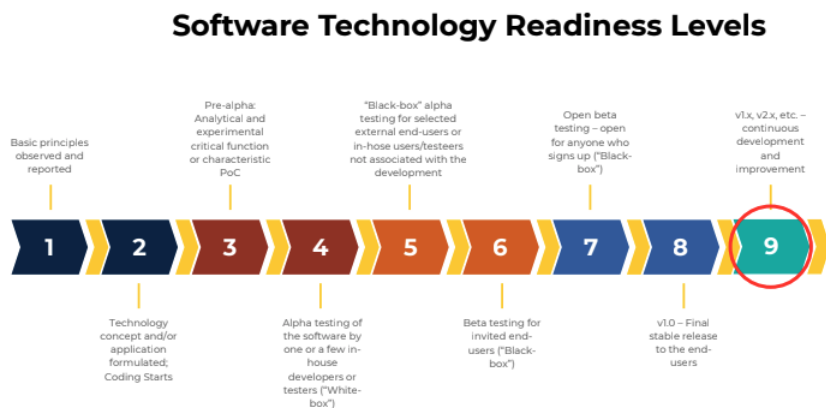 Software Technology Readiness Levels
Basic principles
observed and
reported
Pre-alpha:
Analytical and
experimental
critical function
or characteristic
PoC
“Black-box” alpha
testing for selected
external end-users or
in-hose users/testeers
not associated with the
development
Open beta
testing – open
for anyone who
signs up (“Black-
box”)
v1.x, v2.x, etc. –
continuous
development
and
improvement
1
2
3
4
5
6
7
8
9
Technology
concept and/or
application
formulated;
Coding Starts
Alpha testing of
the software by
one or a few in-
house
developers or
testers (“White-
box”)
Beta testing for
invited end-
users (“Black-
box”)
v1.0 – Final
stable release
to the end-
users